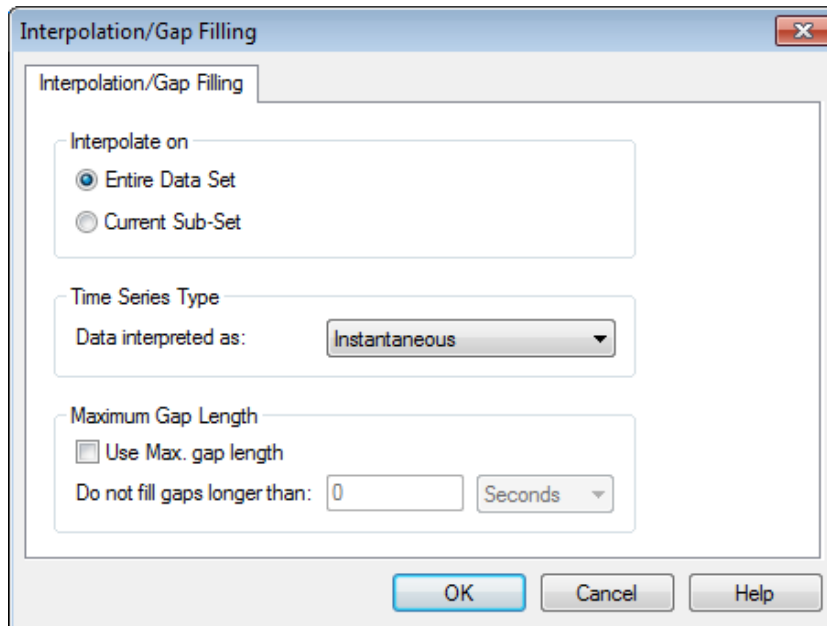 Interpolation/Gap Filling
Interpolation/Gap Filling
Interpolate on
Entire Data Set
Current Sub-Set
Time Series Type
Data interpreted as: Instantaneous
Maximum Gap Length
Use Max. gap length
Do not fill gaps longer than: 0 Seconds
OK Cancel Help